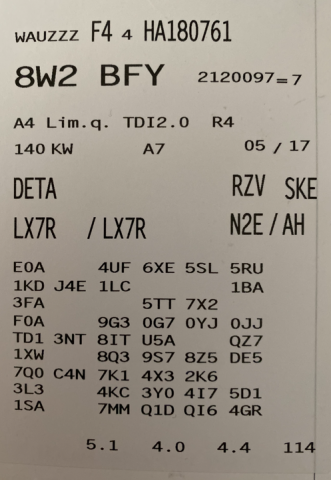 WAUZZZ F4 4 HA180761
8W2 BFY 2120097=7
A4 Lim.q. TDI2.0 R4
140 KW A7 05 / 17
DETA RZV SKE
LX7R / LX7R N2E / AH
E0A 4UF 6XE 5SL 5RU
1KD J4E 1LC 1BA
3FA 5TT 7X2
F0A 9G3 0G7 0YJ 0JJ
TD1 3NT 8IT U5A QZ7
1XW 8Q3 9S7 8Z5 DE5
7Q0 C4N 7K1 4X3 2K6
3L3 4KC 3Y0 4I7 5D1
1SA 7MM Q1D QI6 4GR
5.1 4.0 4.4 114